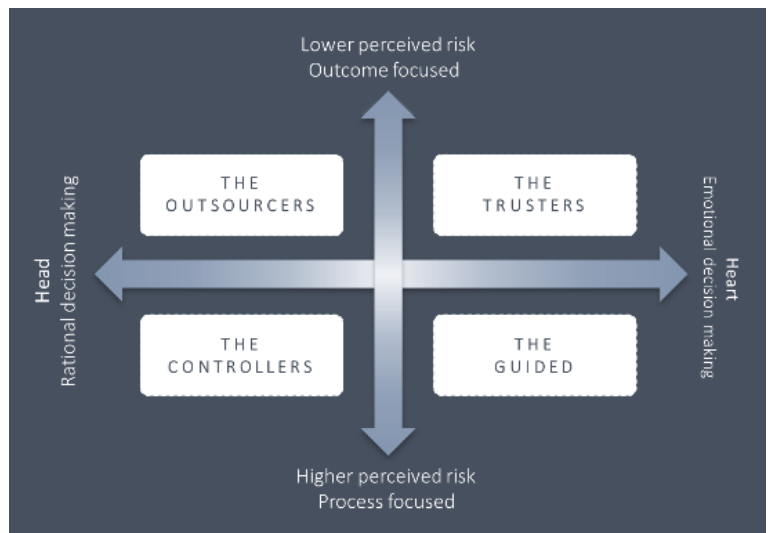 Lower perceived risk
Outcome focused
Head
Rational decision making
THE
OUTSOURCERS
THE
TRUSTERS
Heart
Emotional decision making
THE
CONTROLLERS
THE
GUIDED
Higher perceived risk
Process focused